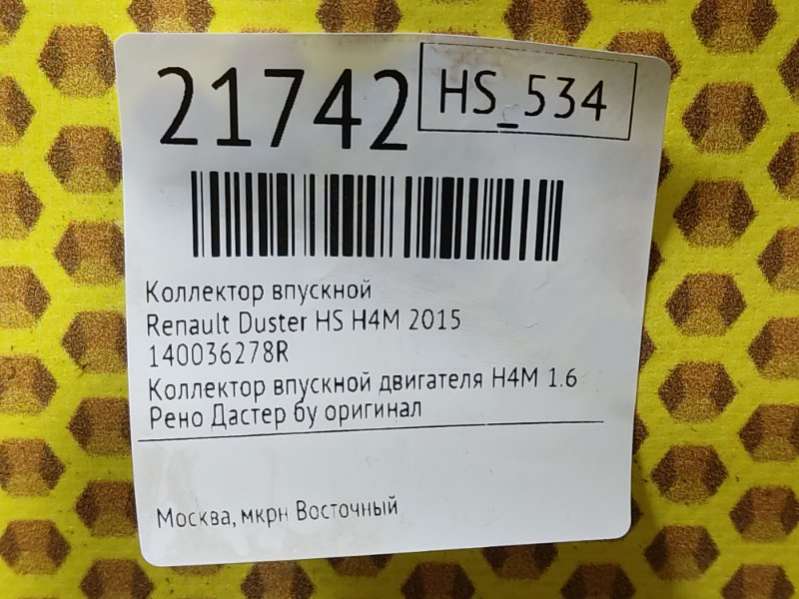 21742
HS_534
Коллектор впускной
Renault Duster HS H4M 2015
140036278R
Коллектор впускной двигателя H4M 1.6
Рено Дастер бу оригинал
Москва, мкрн Восточный